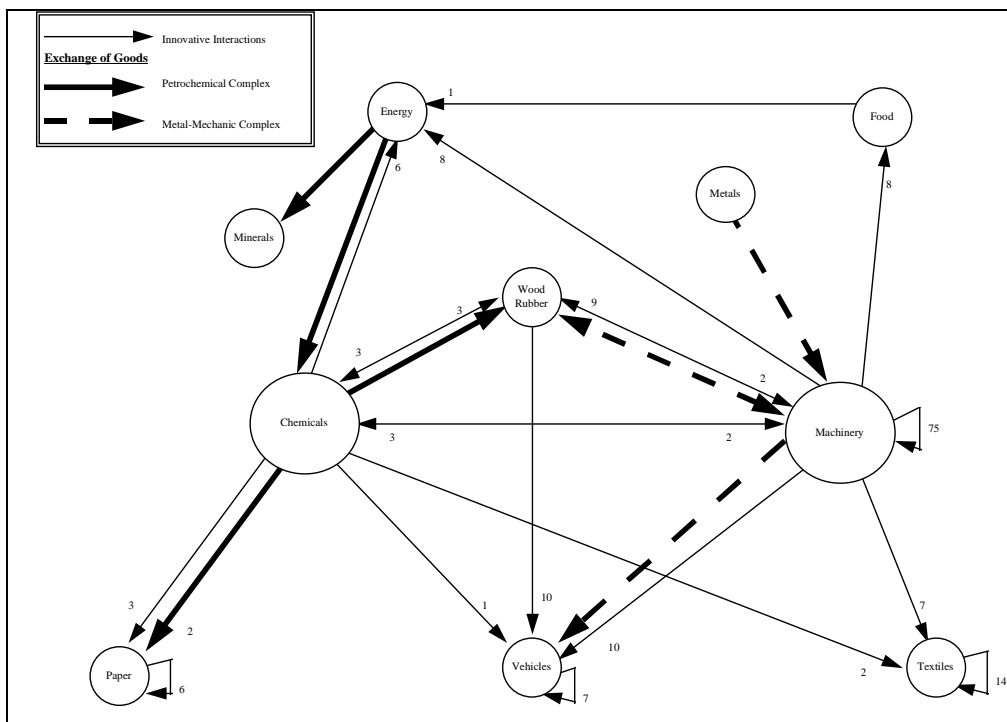 Innovative Interactions
Exchange of Goods
Petrochemical Complex
Metal-Mechanic Complex
1
Energy
Food
6
8
8
Metals
Minerals
Wood
Rubber
3
9
3
2
Chemicals
Machinery
75
3
2
3
2
1
10
10
7
2
Paper
6
Vehicles
7
Textiles
14